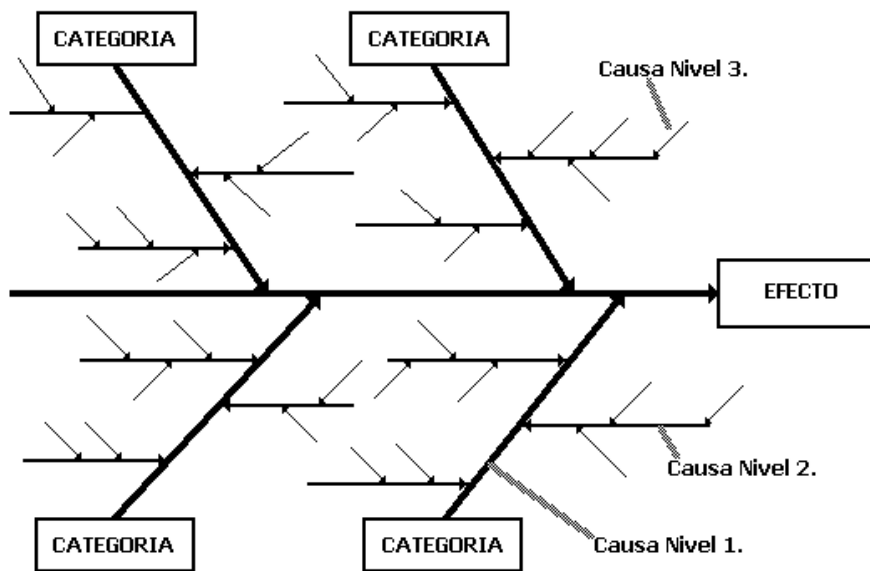 CATEGORIA
CATEGORIA
Causa Nivel 3.
EFECTO
Causa Nivel 2.
CATEGORIA
CATEGORIA
Causa Nivel 1.